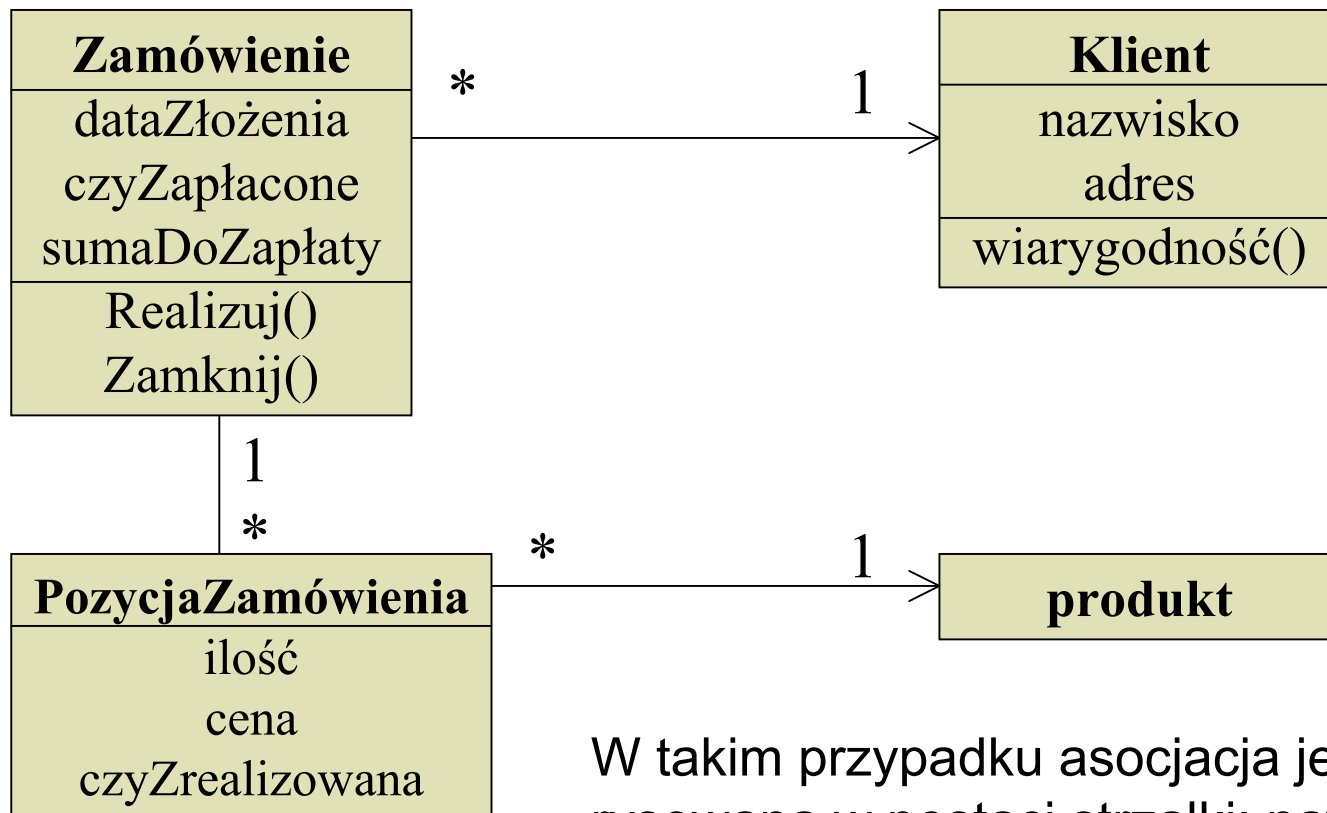 Zamówienie
dataZłożenia
czyZapłacone
sumaDoZapłaty
Realizuj()
Zamknij()
* 1
Klient
nazwisko
adres
wiarygodność()
1
*
PozycjaZamówienia
ilość
cena
czyZrealizowana
* 1
produkt
W takim przypadku asocjacja